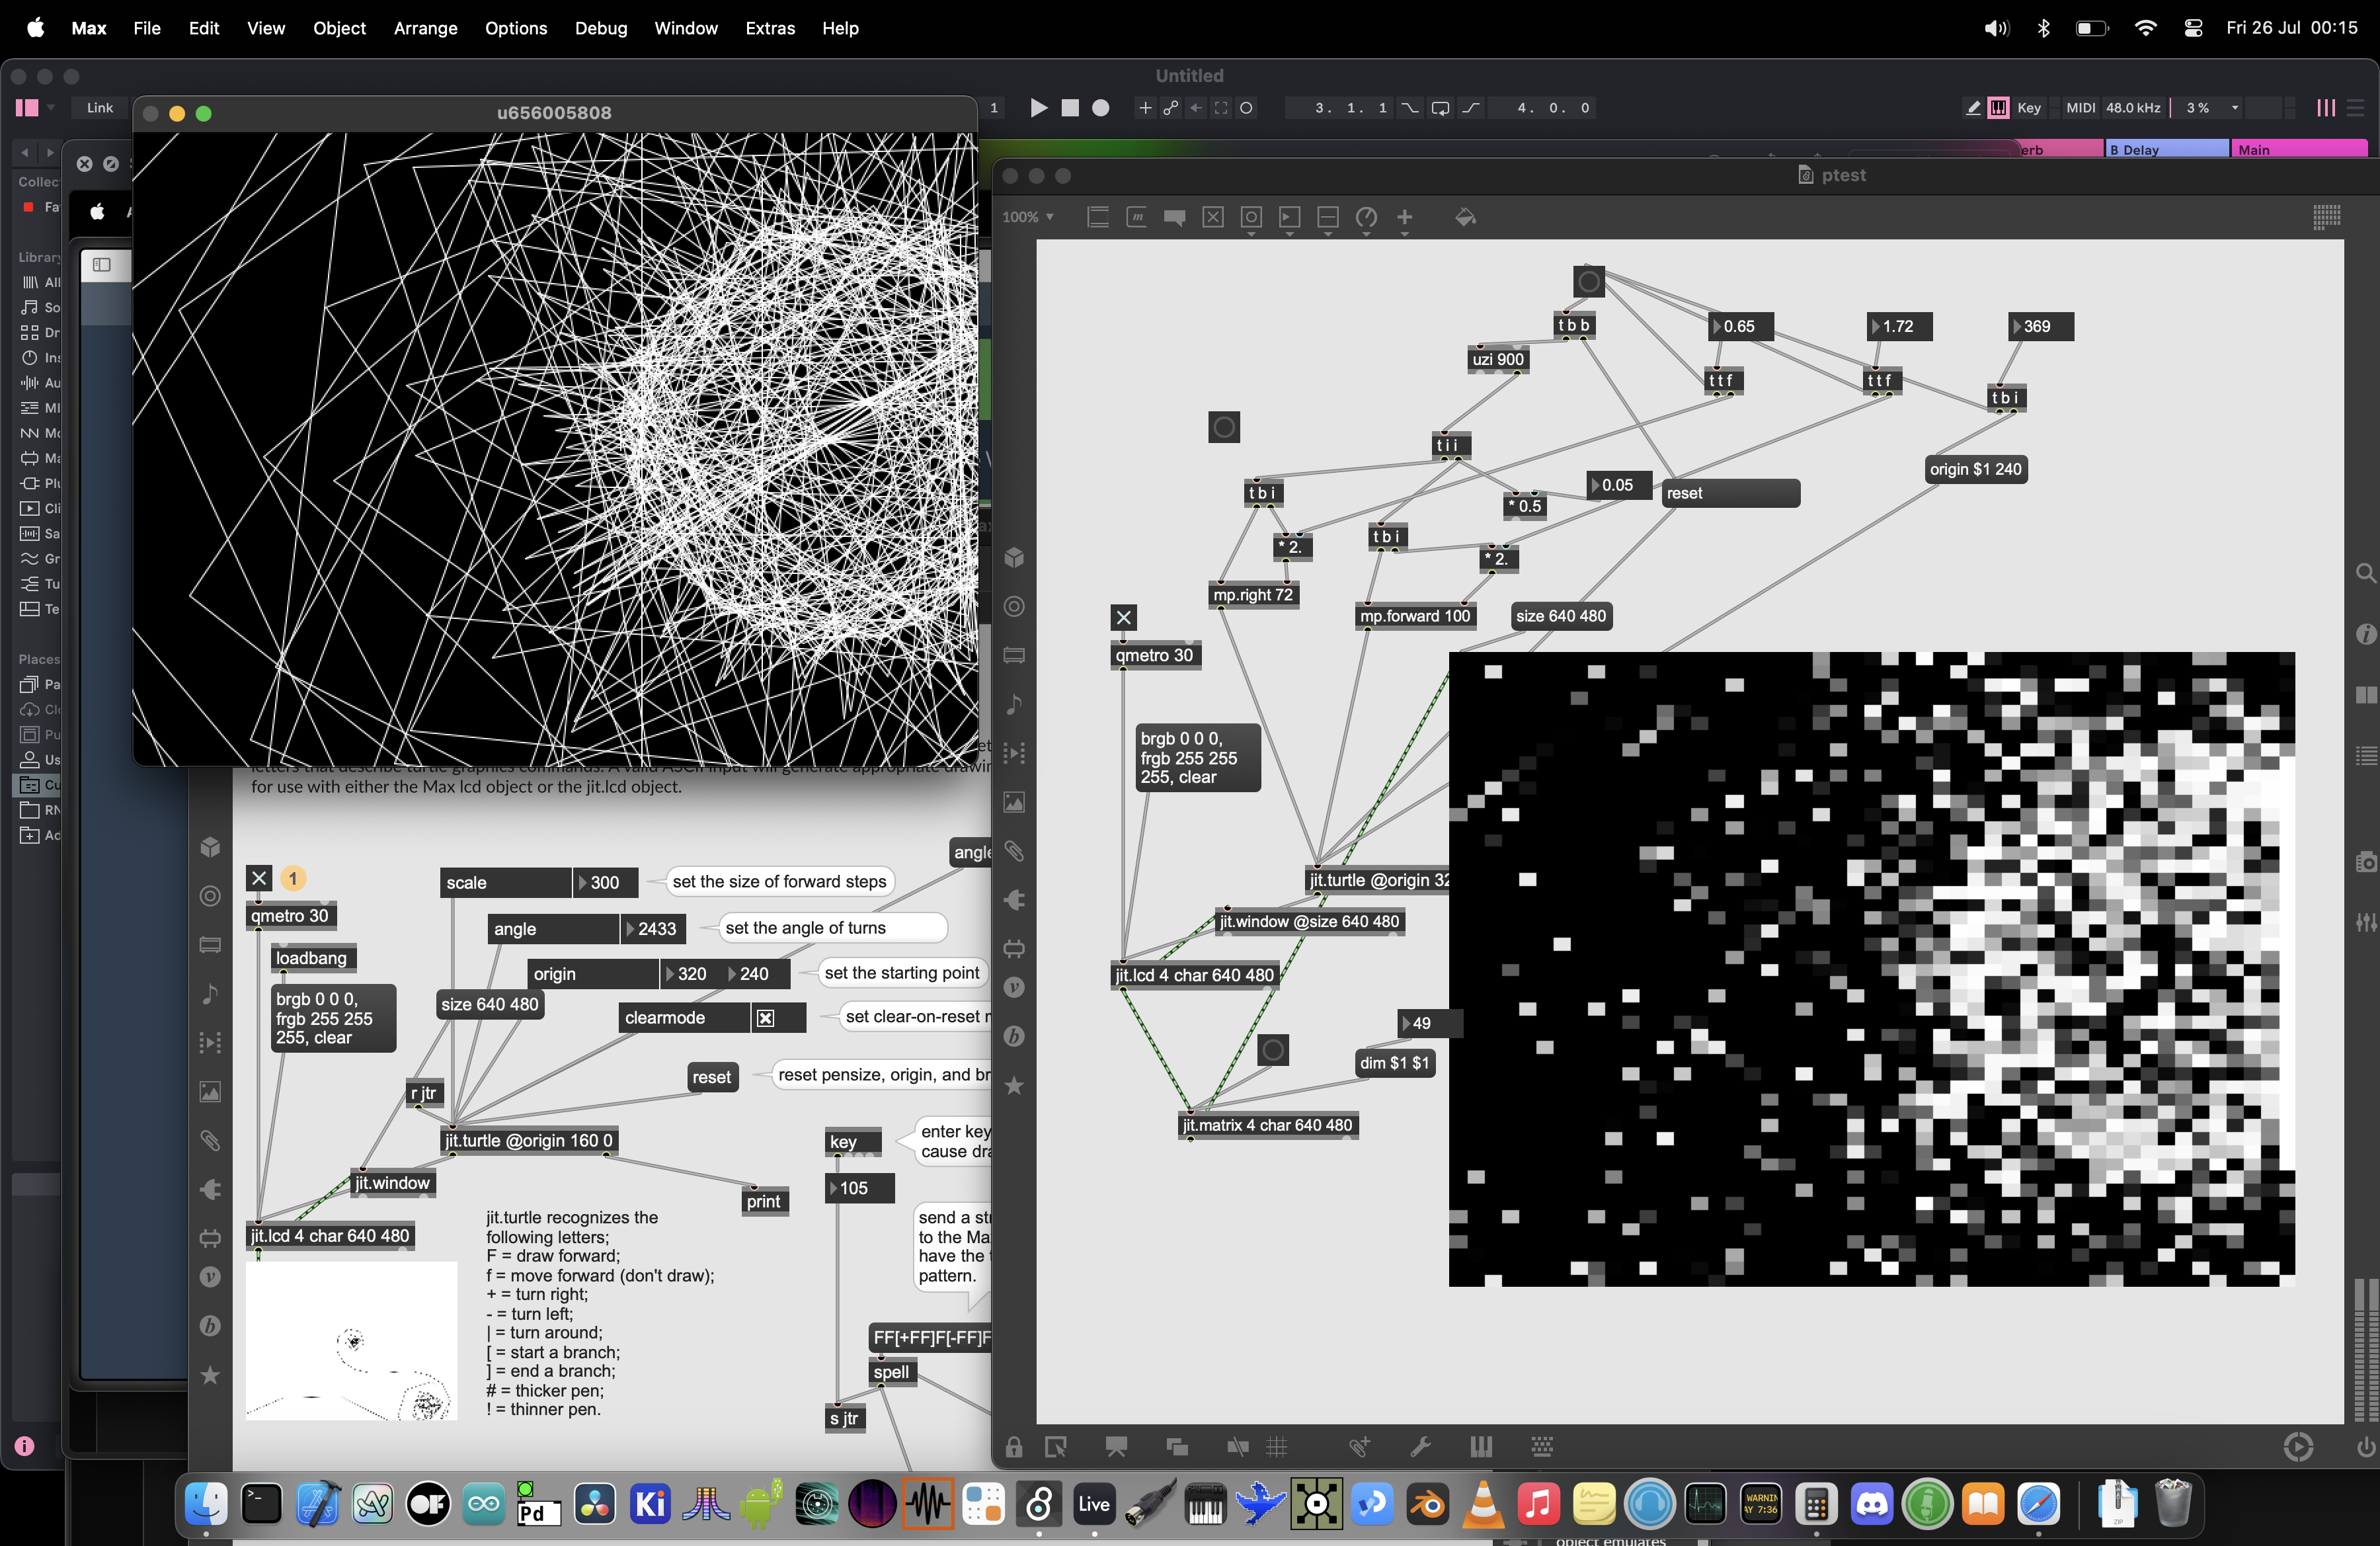 Max File Edit View Object Arrange Options Debug Window Extras Help
Fri 26 Jul 00:15
Untitled
Link
1
3. 1. 1
4. 0. 0
Key
MIDI
48.0 kHz
3 %
u656005808
erb
B Delay
Main
ptest
100%
Collec
Fa
Library
All
So
Dr
Ins
Au
MI
Mo
Ma
Plu
Cli
Sa
Gr
Tu
Te
Places
Pa
Clo
Pu
Us
Cu
RN
Ad
t b b
0.65
1.72
369
uzi 900
t t f
t t f
t b i
t i i
origin $1 240
t b i
* 0.5
0.05
reset
* 2.
t b i
* 2.
mp.right 72
mp.forward 100
size 640 480
qmetro 30
brgb 0 0 0,
frgb 255 255
255, clear
jit.turtle @origin 32
jit.window @size 640 480
jit.lcd 4 char 640 480
49
dim $1 $1
jit.matrix 4 char 640 480
letters that describe turtle graphics commands. A valid ASCII input will generate appropriate drawin
for use with either the Max lcd object or the jit.lcd object.
angle
1
scale
300
set the size of forward steps
qmetro 30
angle
2433
set the angle of turns
loadbang
origin
320
240
set the starting point
brgb 0 0 0,
frgb 255 255
255, clear
size 640 480
clearmode
set clear-on-reset
reset
reset pensize, origin, and br
r jtr
jit.turtle @origin 160 0
key
enter key
cause dra
jit.window
print
105
jit.lcd 4 char 640 480
jit.turtle recognizes the
following letters;
F = draw forward;
f = move forward (don't draw);
+ = turn right;
- = turn left;
| = turn around;
[ = start a branch;
] = end a branch;
# = thicker pen;
! = thinner pen.
send a str
to the Ma
have the
pattern.
FF[+FF]F[-FF]F
spell
s jtr
Pd
Ki
Live
WARNIN
AY 7:36
ZIP
object emulates